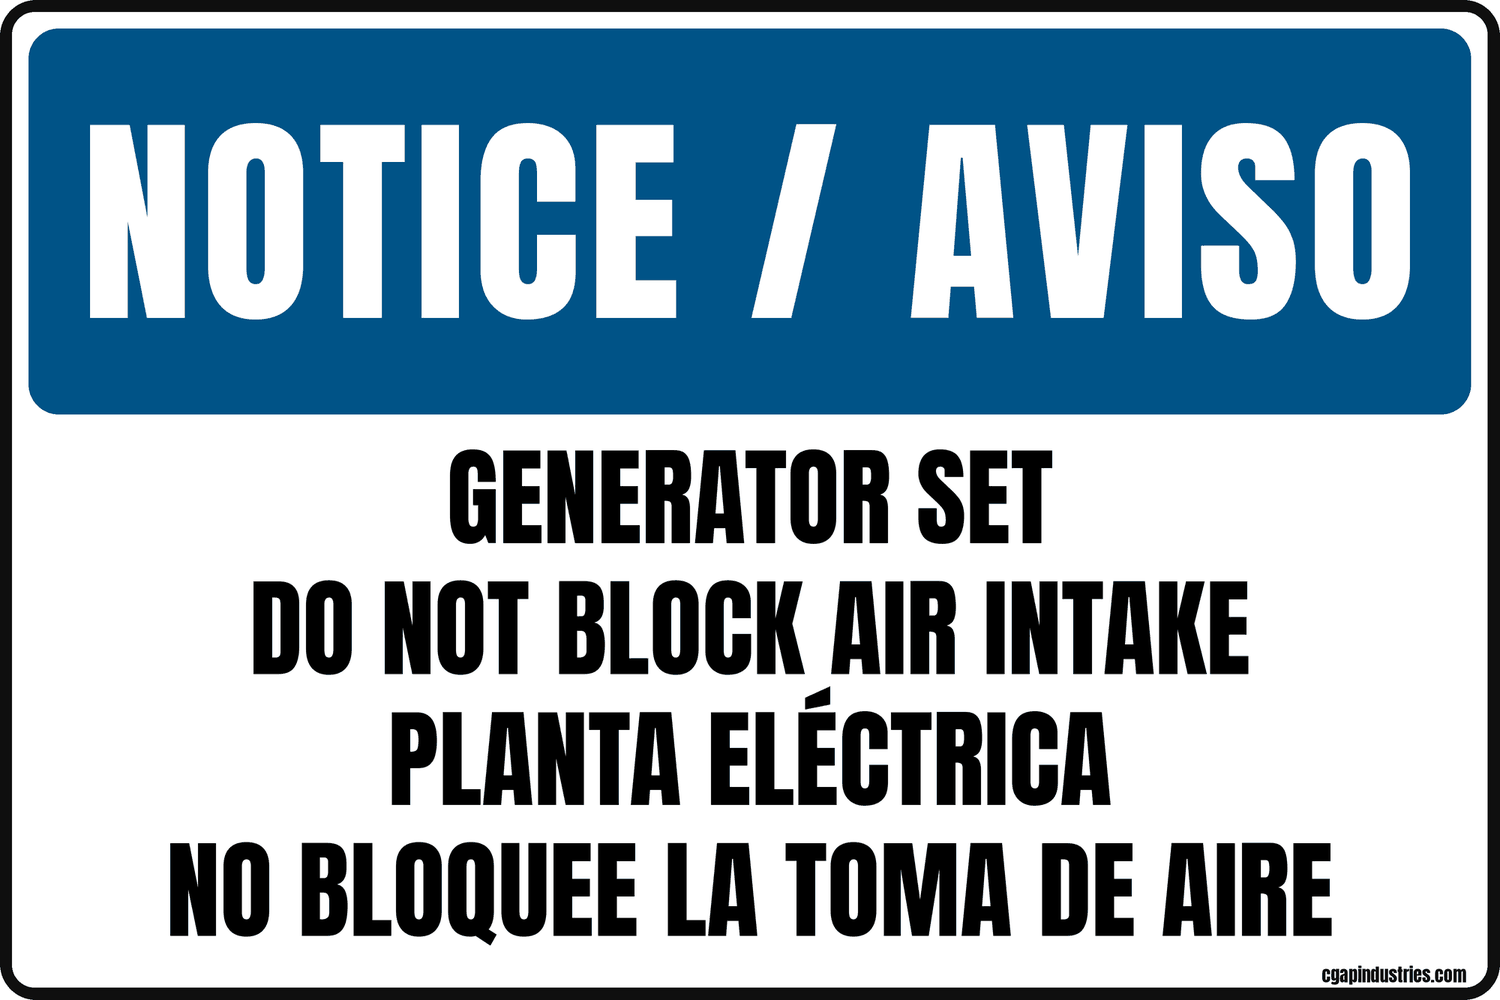 NOTICE / AVISO
GENERATOR SET
DO NOT BLOCK AIR INTAKE
PLANTA ELÉCTRICA
NO BLOQUEE LA TOMA DE AIRE
cgapindustries.com